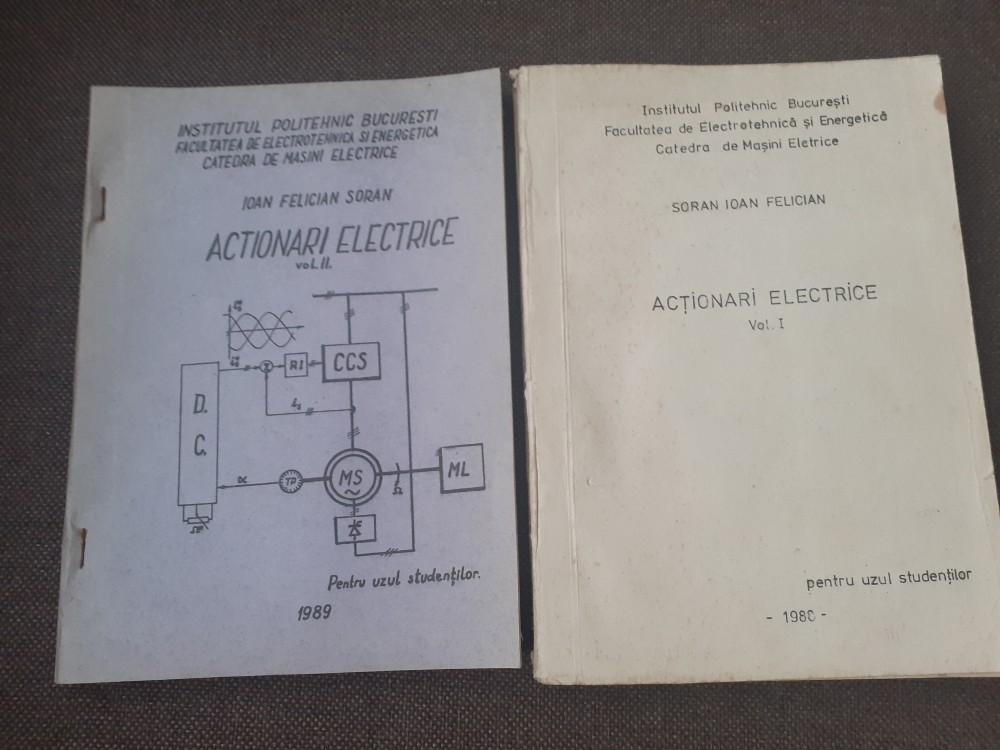 INSTITUTUL POLITEHNIC BUCURESTI
FACULTATEA DE ELECTROTEHNICA SI ENERGETICA
CATEDRA DE MASINI ELECTRICE
IOAN FELICIAN SORAN
ACTIONARI ELECTRICE
vol. II.
RI
CCS
D.
C.
α
TP
MS
~
Ω
ML
Pentru uzul studenților.
1989
Institutul Politehnic București
Facultatea de Electrotehnică și Energetică
Catedra de Mașini Eletrice
SORAN IOAN FELICIAN
ACȚIONARI ELECTRICE
Vol. I
pentru uzul studenților